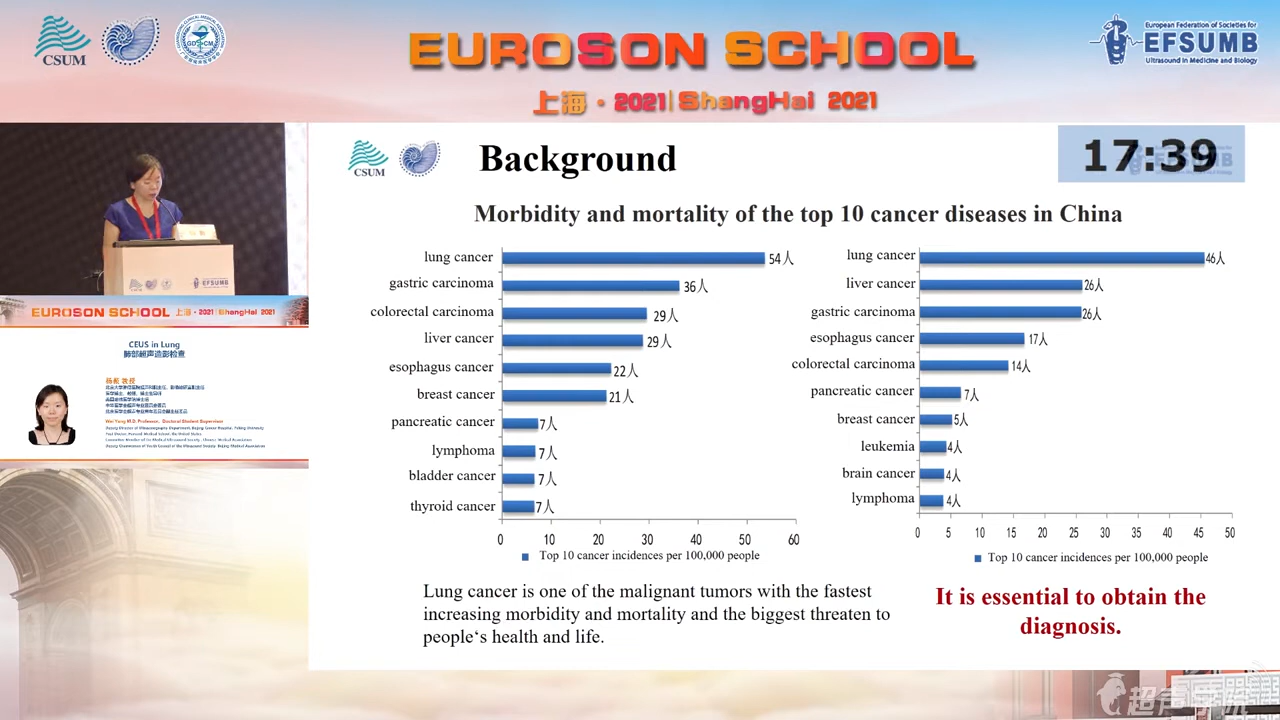 CSUM
GDSCM
EUROSON SCHOOL
上海 · 2021 | ShangHai 2021
European Federation of Societies for
EFSUMB
Ultrasound in Medicine and Biology
CSUM
Background
17:39
Morbidity and mortality of the top 10 cancer diseases in China
lung cancer 54人
gastric carcinoma 36人
colorectal carcinoma 29人
liver cancer 29人
esophagus cancer 22人
breast cancer 21人
pancreatic cancer 7人
lymphoma 7人
bladder cancer 7人
thyroid cancer 7人
0 10 20 30 40 50 60
Top 10 cancer incidences per 100,000 people
lung cancer 46人
liver cancer 26人
gastric carcinoma 26人
esophagus cancer 17人
colorectal carcinoma 14人
pancreatic cancer 7人
breast cancer 5人
leukemia 4人
brain cancer 4人
lymphoma 4人
0 5 10 15 20 25 30 35 40 45 50
Top 10 cancer incidences per 100,000 people
Lung cancer is one of the malignant tumors with the fastest
increasing morbidity and mortality and the biggest threaten to
people‘s health and life.
It is essential to obtain the
diagnosis.
EFSUMB
EUROSON SCHOOL 上海 · 2021 | ShangHai 2021
CEUS in Lung
肺部超声造影检查
教授
超声学院